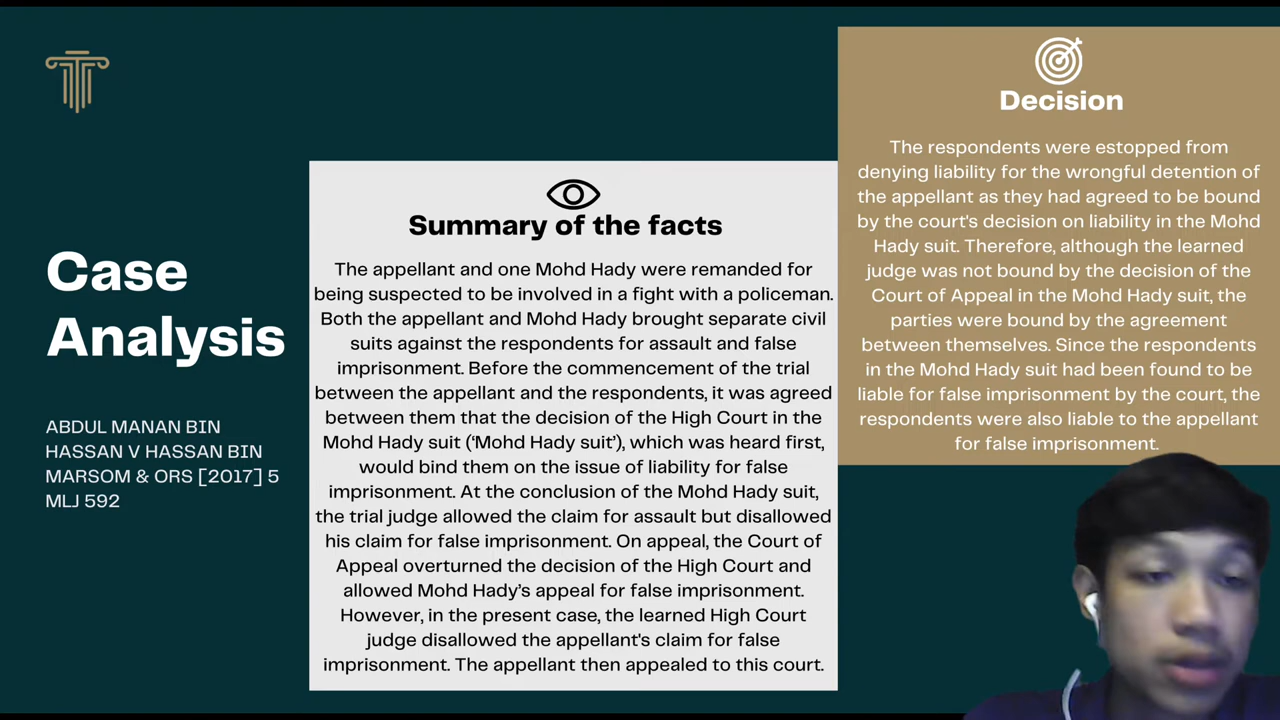 Case
Analysis
ABDUL MANAN BIN
HASSAN V HASSAN BIN
MARSOM & ORS [2017] 5
MLJ 592
Summary of the facts
The appellant and one Mohd Hady were remanded for
being suspected to be involved in a fight with a policeman.
Both the appellant and Mohd Hady brought separate civil
suits against the respondents for assault and false
imprisonment. Before the commencement of the trial
between the appellant and the respondents, it was agreed
between them that the decision of the High Court in the
Mohd Hady suit (‘Mohd Hady suit’), which was heard first,
would bind them on the issue of liability for false
imprisonment. At the conclusion of the Mohd Hady suit,
the trial judge allowed the claim for assault but disallowed
his claim for false imprisonment. On appeal, the Court of
Appeal overturned the decision of the High Court and
allowed Mohd Hady’s appeal for false imprisonment.
However, in the present case, the learned High Court
judge disallowed the appellant's claim for false
imprisonment. The appellant then appealed to this court.
Decision
The respondents were estopped from
denying liability for the wrongful detention of
the appellant as they had agreed to be bound
by the court's decision on liability in the Mohd
Hady suit. Therefore, although the learned
judge was not bound by the decision of the
Court of Appeal in the Mohd Hady suit, the
parties were bound by the agreement
between themselves. Since the respondents
in the Mohd Hady suit had been found to be
liable for false imprisonment by the court, the
respondents were also liable to the appellant
for false imprisonment.